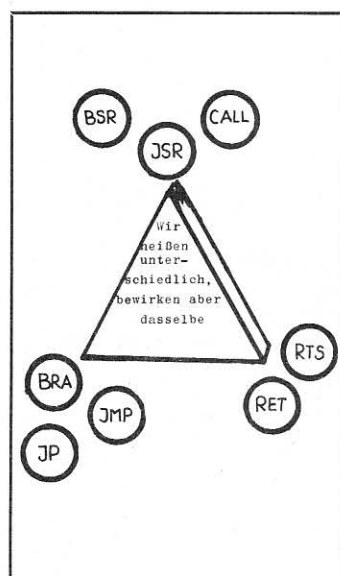 BSR
CALL
JSR
Wir
heißen
unter-
schiedlich,
bewirken aber
dasselbe
BRA
JMP
JP
RTS
RET